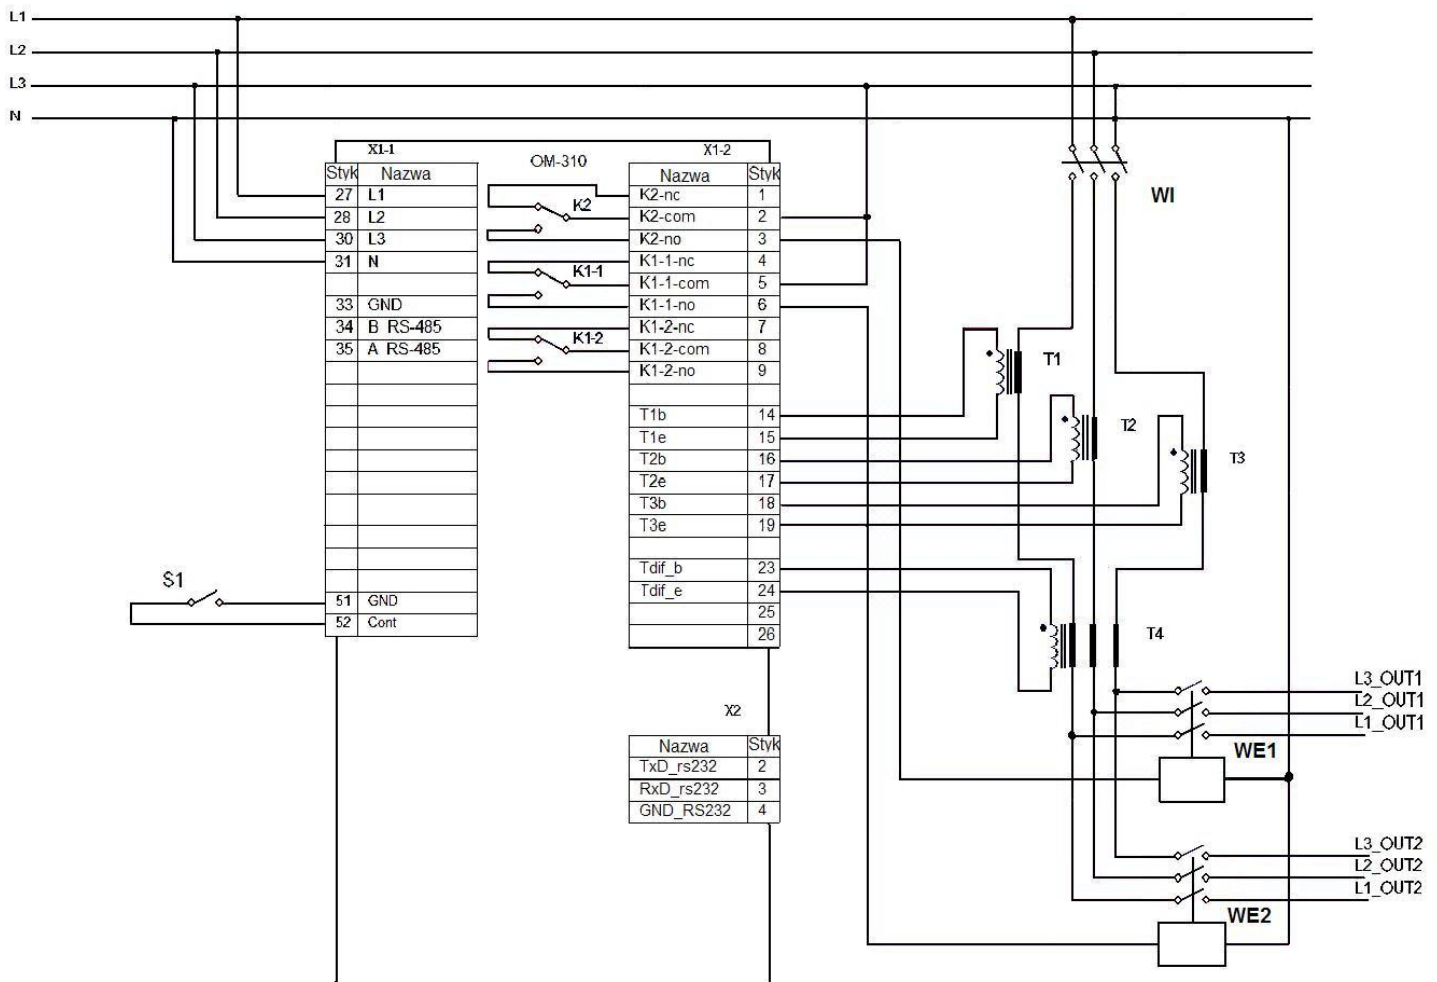 L1
L2
L3
N
X1-1
OM-310
X1-2
Styk Nazwa
27 L1
28 L2
30 L3
31 N
33 GND
34 B RS-485
35 A RS-485
51 GND
52 Cont
S1
K2
K1-1
K1-2
Nazwa Styk
K2-nc 1
K2-com 2
K2-no 3
K1-1-nc 4
K1-1-com 5
K1-1-no 6
K1-2-nc 7
K1-2-com 8
K1-2-no 9
T1b 14
T1e 15
T2b 16
T2e 17
T3b 18
T3e 19
Tdif_b 23
Tdif_e 24
25
26
X2
Nazwa Styk
TxD_rs232 2
RxD_rs232 3
GND_RS232 4
WI
T1
T2
T3
T4
L3_OUT1
L2_OUT1
L1_OUT1
WE1
L3_OUT2
L2_OUT2
L1_OUT2
WE2